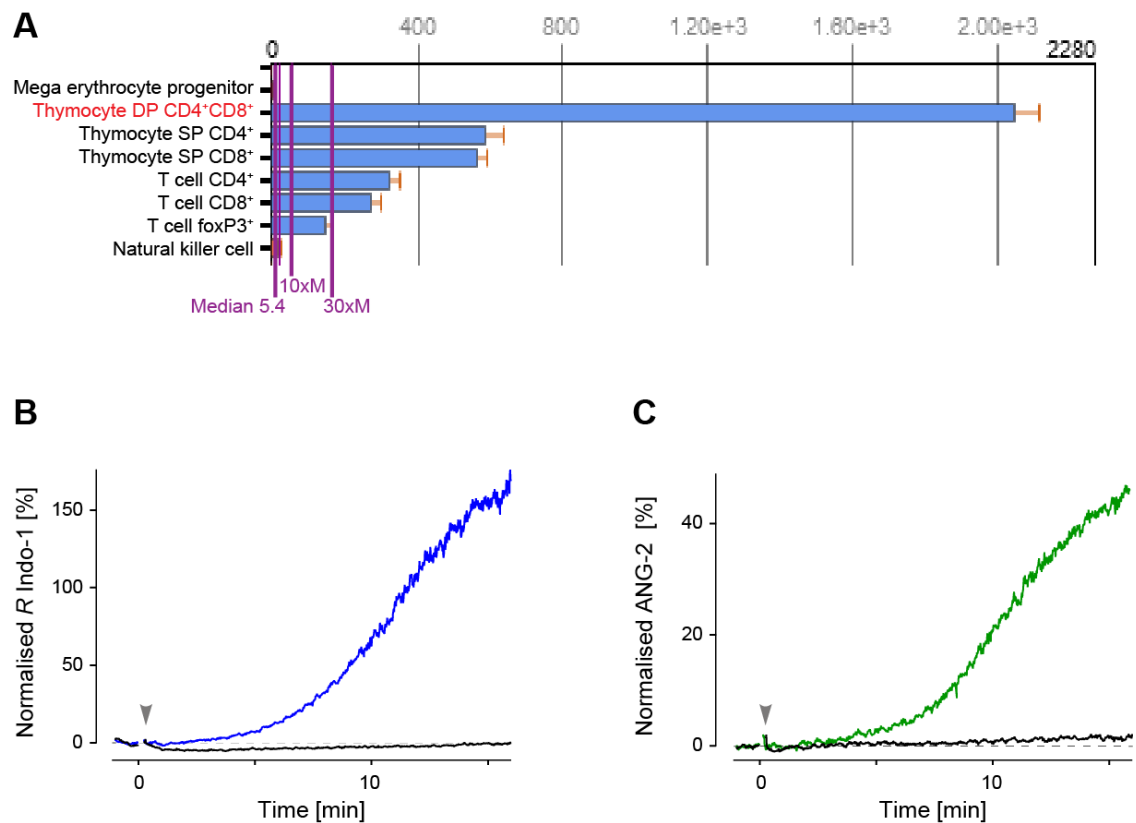 A
0 400 800 1.20e+3 1.60e+3 2.00e+3 2280
Mega erythrocyte progenitor
Thymocyte DP CD4⁺CD8⁺
Thymocyte SP CD4⁺
Thymocyte SP CD8⁺
T cell CD4⁺
T cell CD8⁺
T cell foxP3⁺
Natural killer cell
10xM
Median 5.4 30xM
B
Normalised R Indo-1 [%]
150
100
50
0
0 10
Time [min]
C
Normalised ANG-2 [%]
40
20
0
0 10
Time [min]